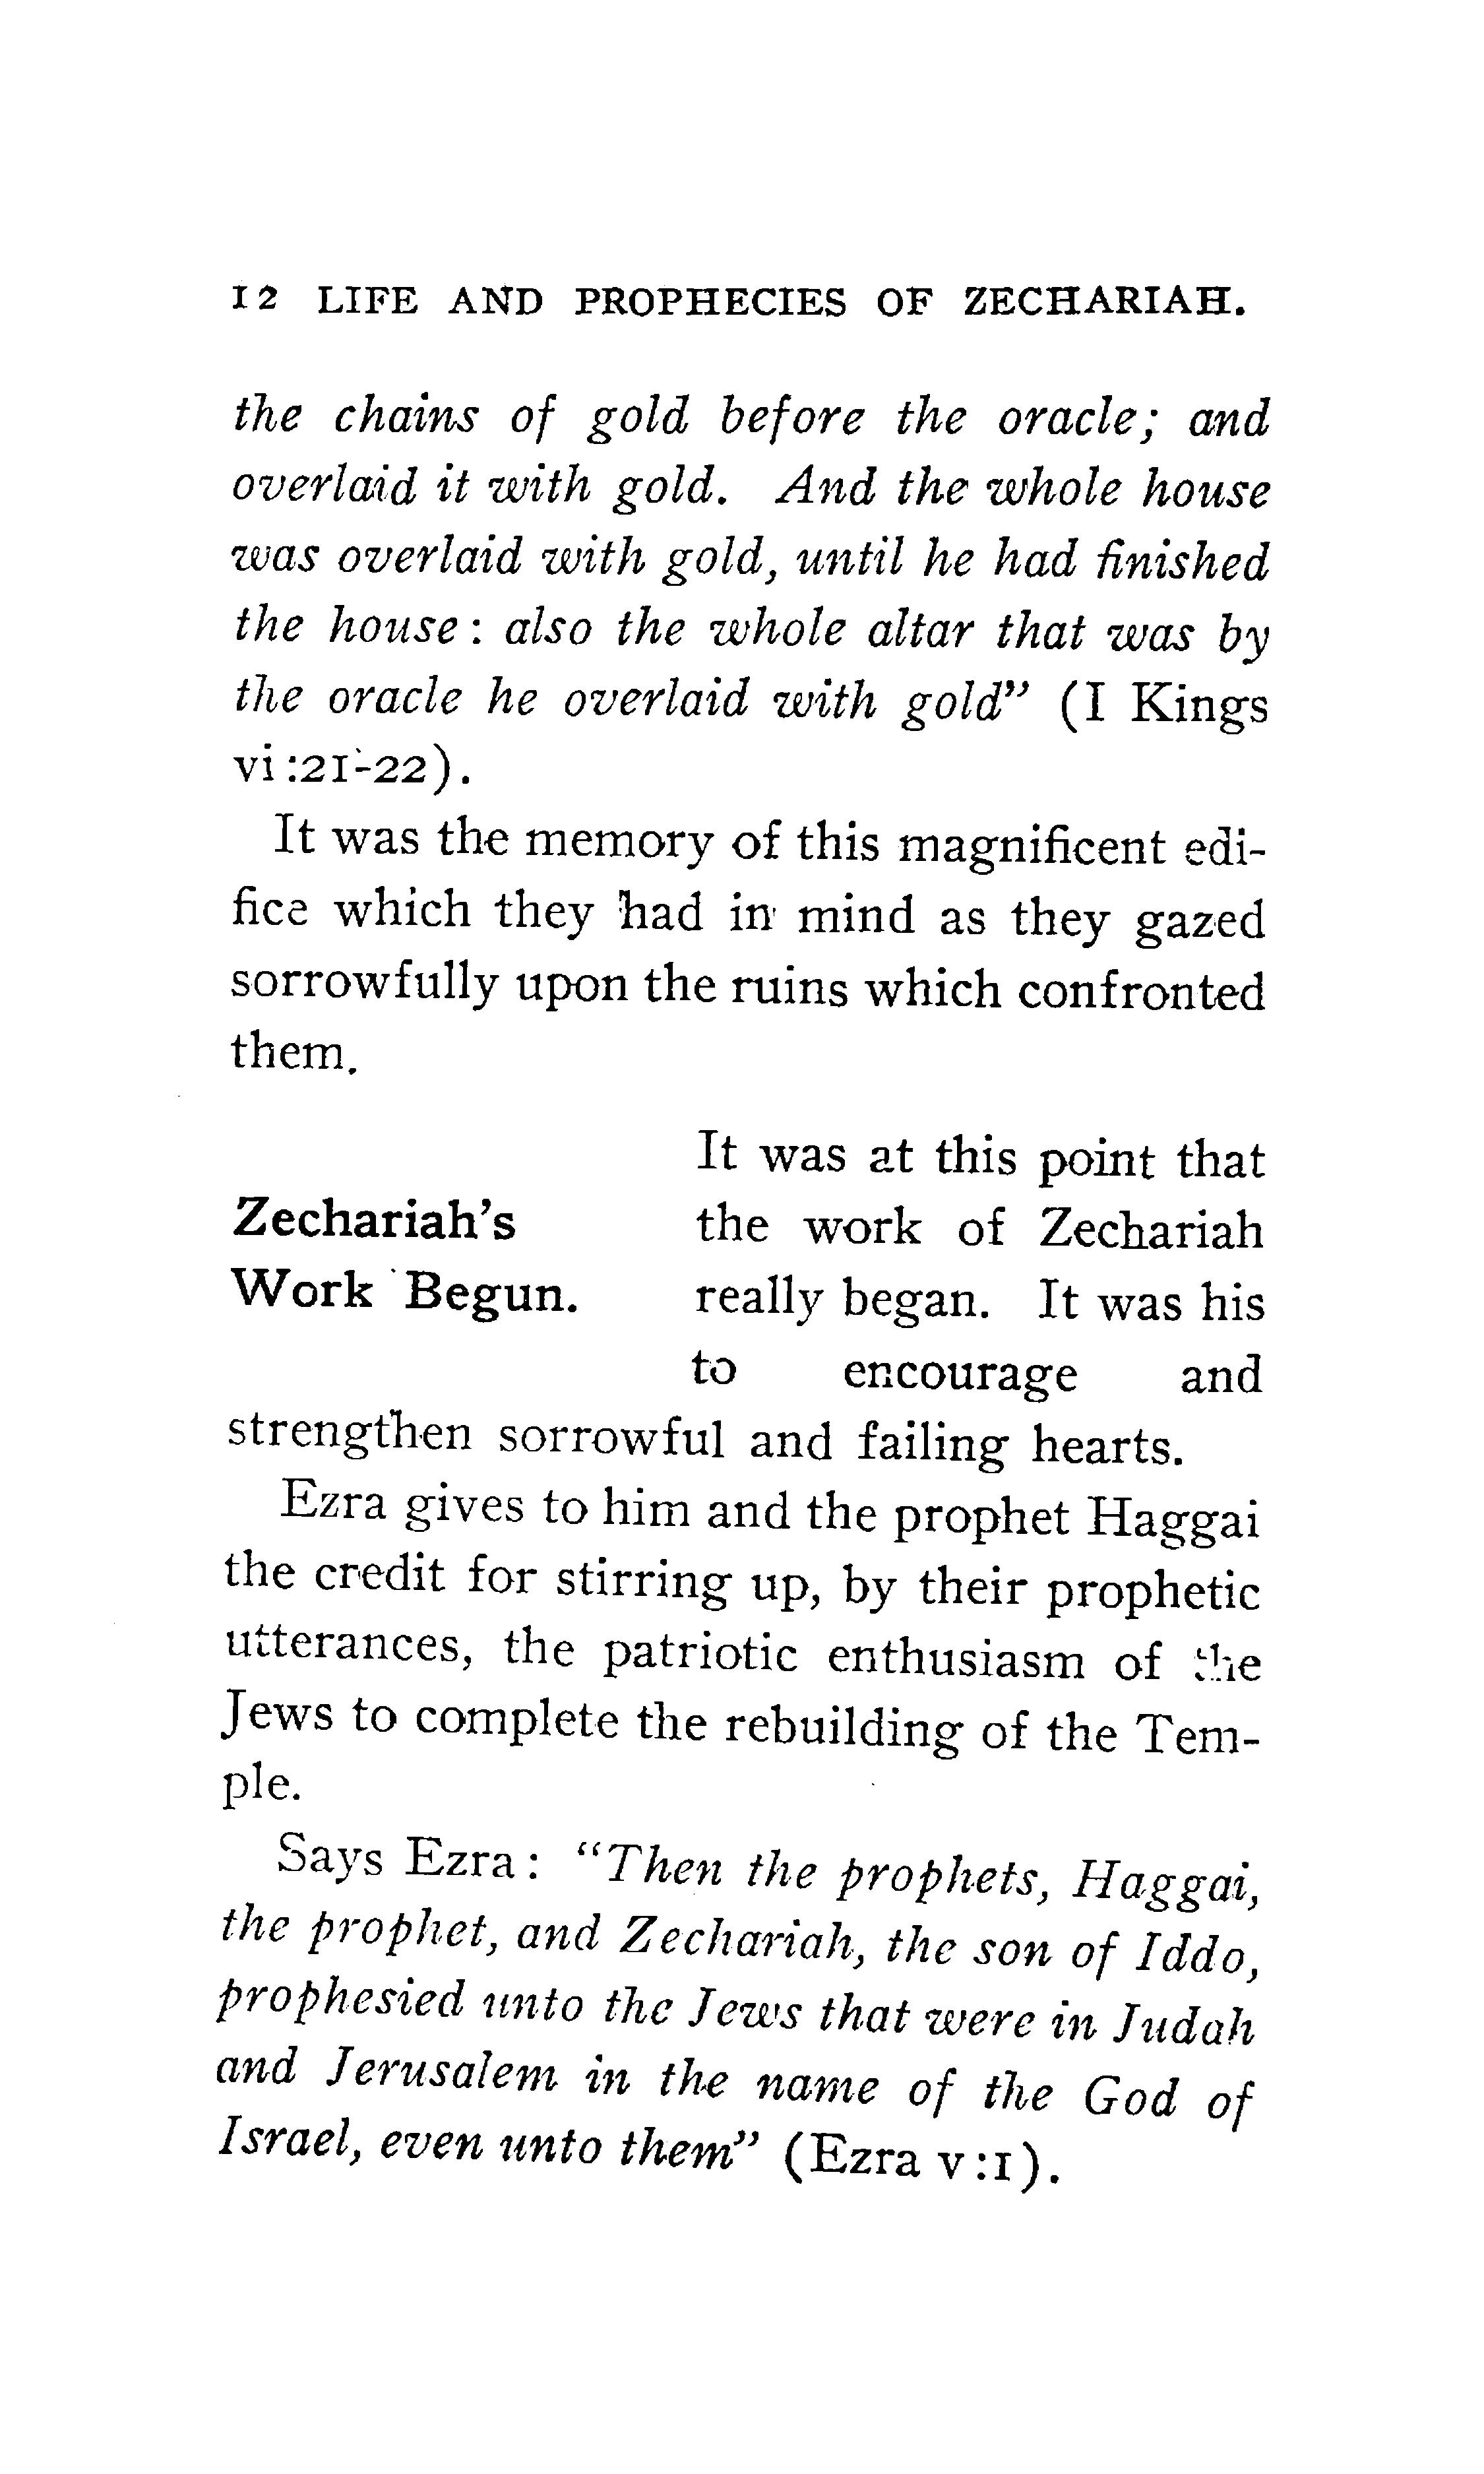 12 LIFE AND PROPHECIES OF ZECHARIAH.
the chains of gold before the oracle; and
overlaid it with gold. And the whole house
was overlaid with gold, until he had finished
the house: also the whole altar that was by
the oracle he overlaid with gold" (I Kings
vi:21-22).
It was the memory of this magnificent edi-
fice which they had in mind as they gazed
sorrowfully upon the ruins which confronted
them.
Zechariah's
Work Begun.
It was at this point that
the work of Zechariah
really began. It was his
to encourage and
strengthen sorrowful and failing hearts.
Ezra gives to him and the prophet Haggai
the credit for stirring up, by their prophetic
utterances, the patriotic enthusiasm of the
Jews to complete the rebuilding of the Tem-
ple.
Says Ezra: "Then the prophets, Haggai,
the prophet, and Zechariah, the son of Iddo,
prophesied unto the Jews that were in Judah
and Jerusalem in the name of the God of
Israel, even unto them" (Ezra v:1).